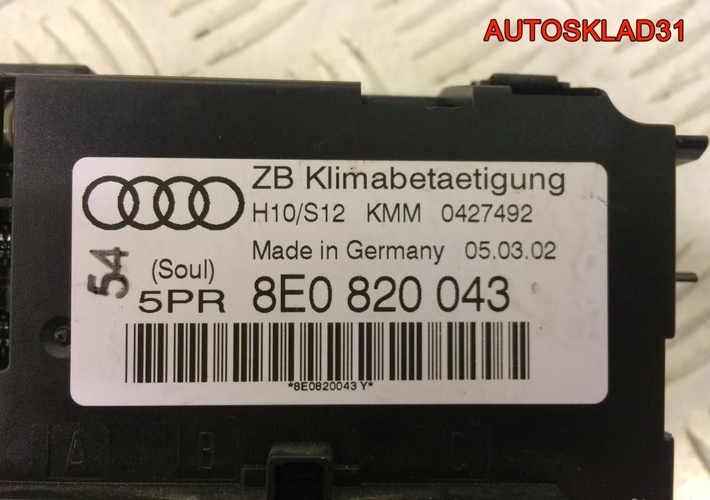 AUTOSKLAD31
ZB Klimabetaetigung
H10/S12 KMM 0427492
Made in Germany 05.03.02
54
(Soul)
5PR 8E0 820 043
*8E0820043 Y*
A B C